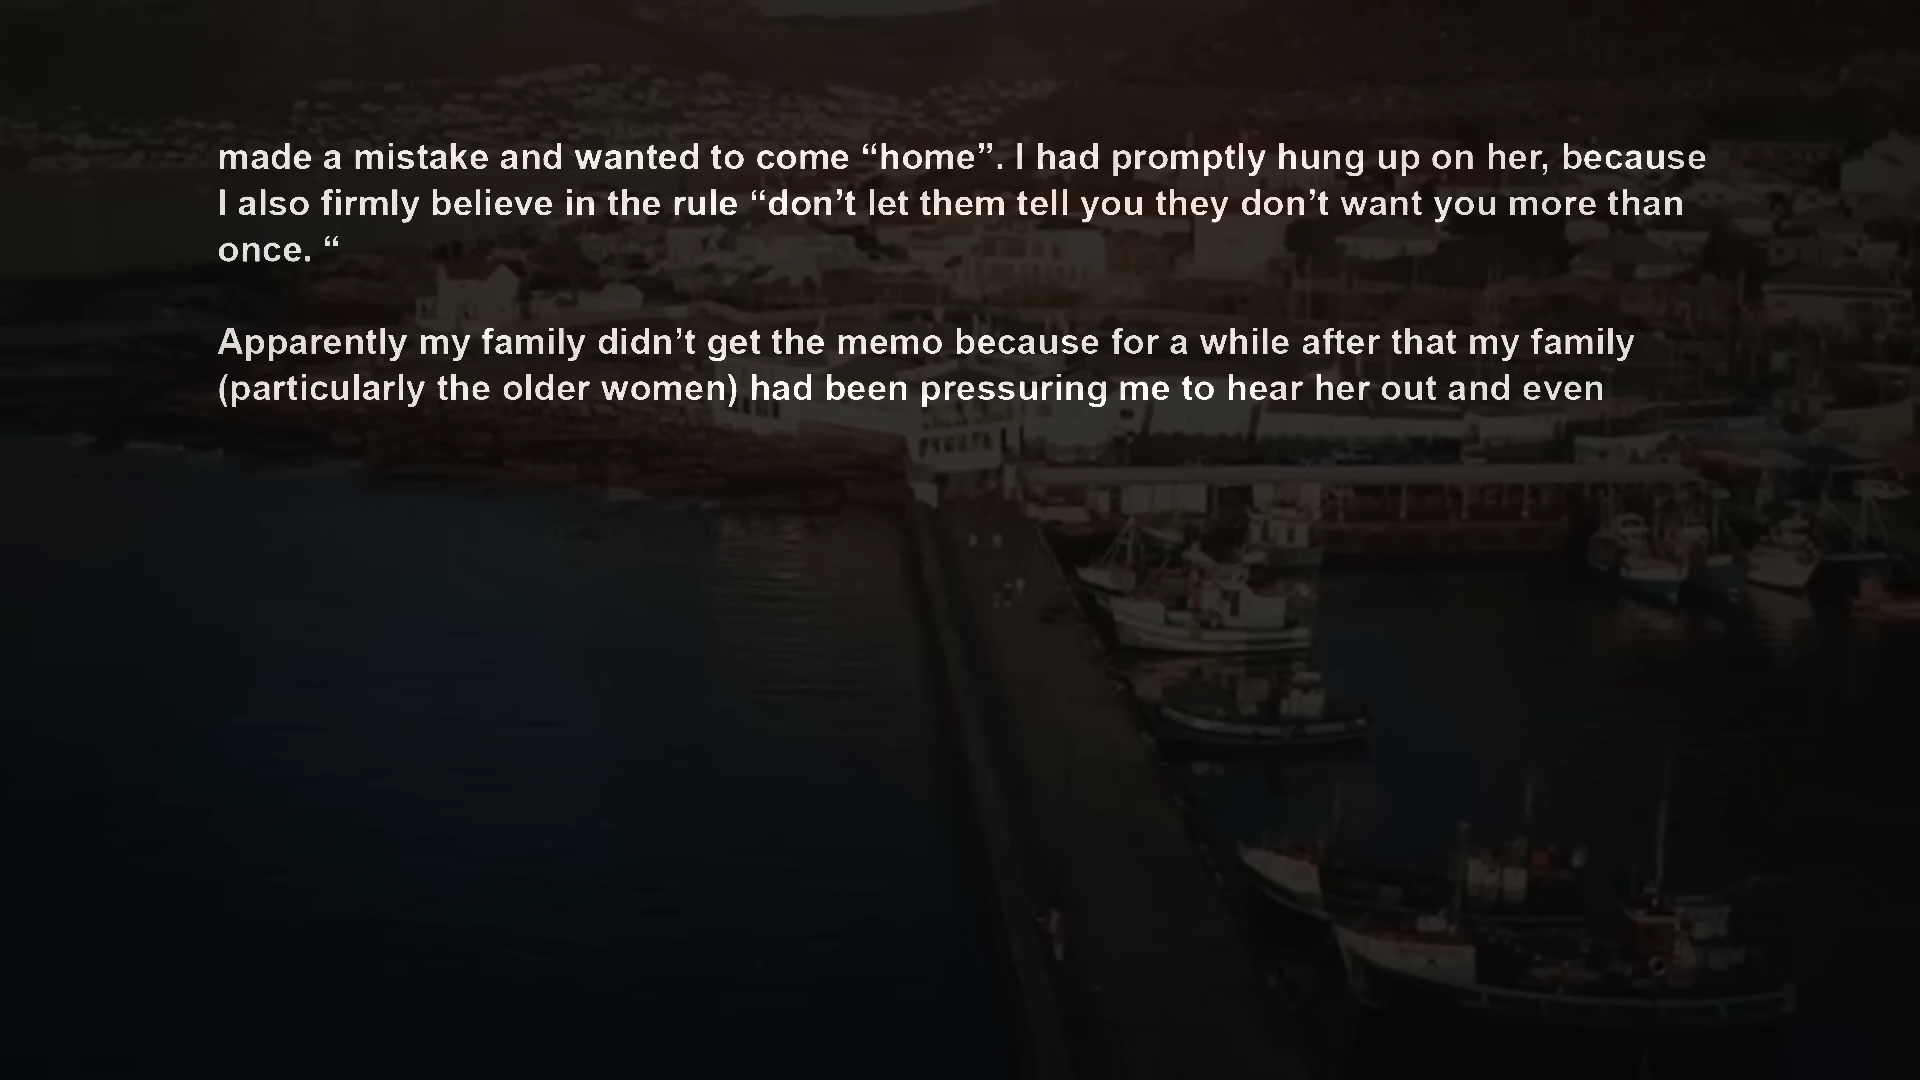 made a mistake and wanted to come “home”. I had promptly hung up on her, because
I also firmly believe in the rule “don’t let them tell you they don’t want you more than
once. “
Apparently my family didn’t get the memo because for a while after that my family
(particularly the older women) had been pressuring me to hear her out and even